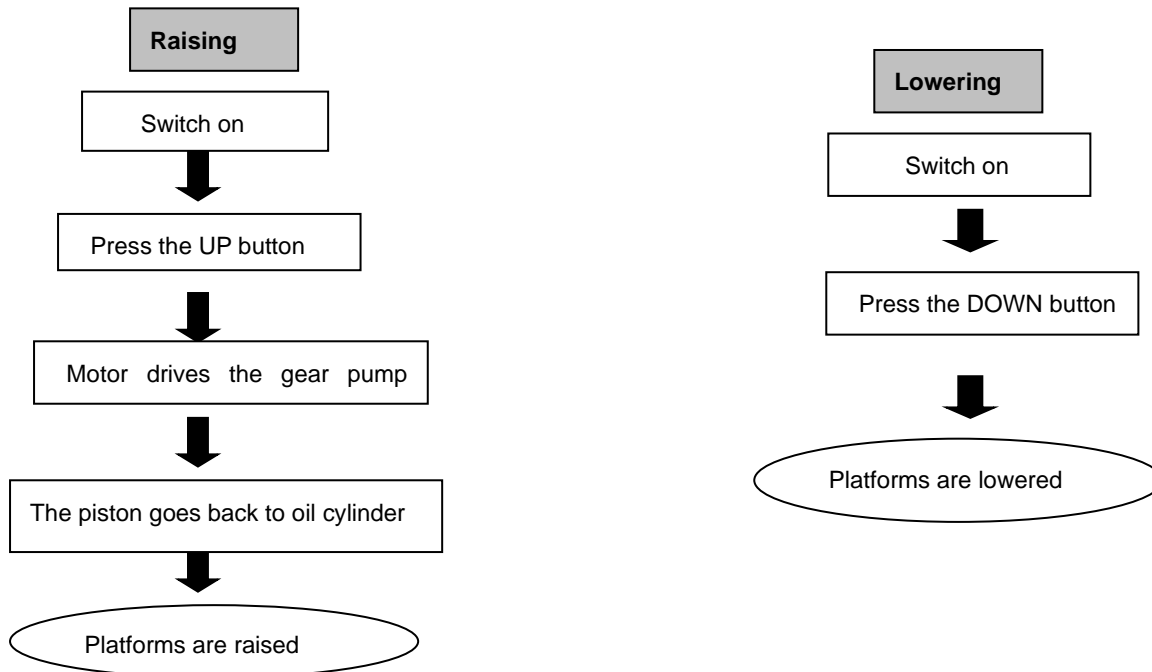 Raising
Switch on
Press the UP button
Motor drives the gear pump
The piston goes back to oil cylinder
Platforms are raised
Lowering
Switch on
Press the DOWN button
Platforms are lowered